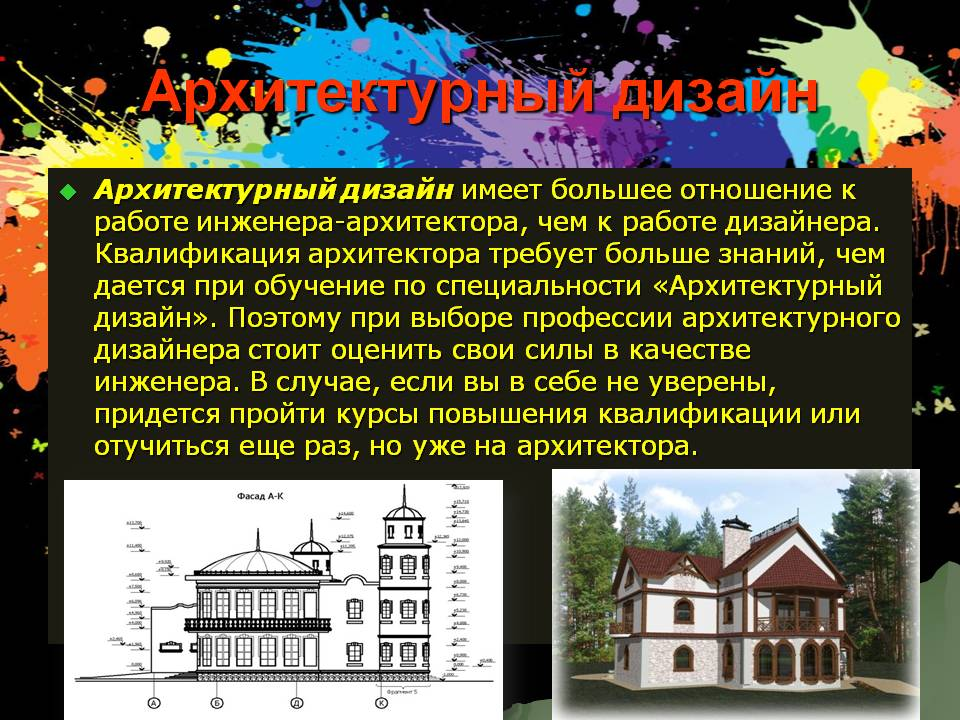 Архитектурный дизайн
Архитектурный дизайн имеет большее отношение к
работе инженера-архитектора, чем к работе дизайнера.
Квалификация архитектора требует больше знаний, чем
дается при обучение по специальности «Архитектурный
дизайн». Поэтому при выборе профессии архитектурного
дизайнера стоит оценить свои силы в качестве
инженера. В случае, если вы в себе не уверены,
придется пройти курсы повышения квалификации или
отучиться еще раз, но уже на архитектора.
Фасад А-К
Фрагмент 5
А Б Д К